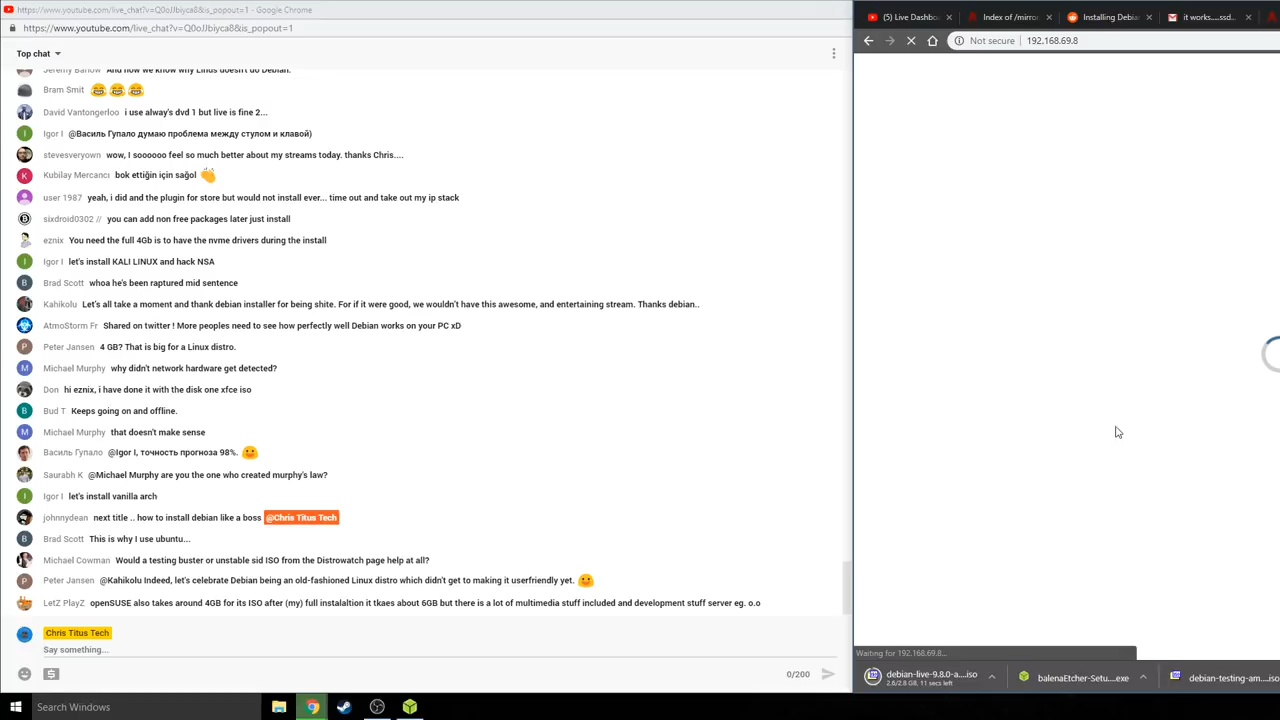 https://www.youtube.com/live_chat?v=Q0oJJbiyca8&is_popout=1 - Google Chrome
https://www.youtube.com/live_chat?v=Q0oJJbiyca8&is_popout=1
Top chat
Jeremy Barlow And now we know why Linus doesn't do Debian.
Bram Smit 😂😂😂
David Vantongerloo i use alway's dvd 1 but live is fine 2...
Igor I @Василь Гупало думаю проблема между стулом и клавой)
stevesveryown wow, I soooooo feel so much better about my streams today. thanks Chris....
Kubilay Mercancı bok ettiğin için sağol 👏
user 1987 yeah, i did and the plugin for store but would not install ever... time out and take out my ip stack
sixdroid0302 // you can add non free packages later just install
eznix You need the full 4Gb is to have the nvme drivers during the install
Igor I let's install KALI LINUX and hack NSA
Brad Scott whoa he's been raptured mid sentence
Kahikolu Let's all take a moment and thank debian installer for being shite. For if it were good, we wouldn't have this awesome, and entertaining stream. Thanks debian..
AtmoStorm Fr Shared on twitter ! More peoples need to see how perfectly well Debian works on your PC xD
Peter Jansen 4 GB? That is big for a Linux distro.
Michael Murphy why didn't network hardware get detected?
Don hi eznix, i have done it with the disk one xfce iso
Bud T Keeps going on and offline.
Michael Murphy that doesn't make sense
Василь Гупало @Igor I, точность прогноза 98%.
Saurabh K @Michael Murphy are you the one who created murphy's law?
Igor I let's install vanilla arch
johnnydean next title .. how to install debian like a boss @Chris Titus Tech
Brad Scott This is why I use ubuntu...
Michael Cowman Would a testing buster or unstable sid ISO from the Distrowatch page help at all?
Peter Jansen @Kahikolu Indeed, let's celebrate Debian being an old-fashioned Linux distro which didn't get to making it userfriendly yet.
LetZ PlayZ openSUSE also takes around 4GB for its ISO after (my) full instalaltion it tkaes about 6GB but there is a lot of multimedia stuff included and development stuff server eg. o.o
Chris Titus Tech
Say something...
0/200
(5) Live Dashbo
Index of /mirro
Installing Debia
it works.....ssd
Not secure 192.168.69.8
Waiting for 192.168.69.8...
debian-live-9.8.0-a....iso
2.6/2.8 GB, 11 secs left
balenaEtcher-Setu....exe
debian-testing-am....iso
Search Windows